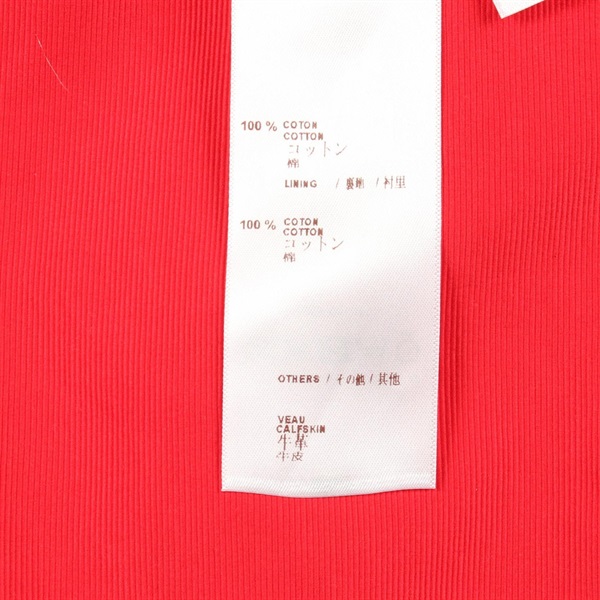 100 % COTON
COTTON
コットン
棉
LINING / 裏地 / 衬里
100 % COTON
COTTON
コットン
棉
OTHERS / その他 / 其他
VEAU
CALFSKIN
牛革
牛皮